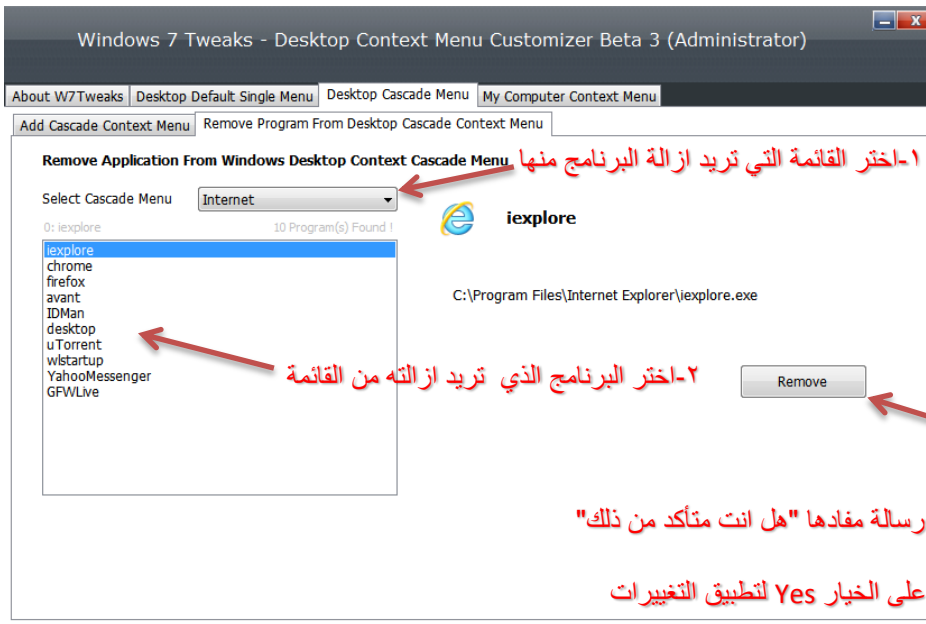 Windows 7 Tweaks - Desktop Context Menu Customizer Beta 3 (Administrator)
About W7Tweaks Desktop Default Single Menu Desktop Cascade Menu My Computer Context Menu
Add Cascade Context Menu Remove Program From Desktop Cascade Context Menu
Remove Application From Windows Desktop Context Cascade Menu
١-اختر القائمة التي تريد ازالة البرنامج منها
Select Cascade Menu Internet
0: iexplore 10 Program(s) Found !
iexplore
iexplore
chrome
firefox
avant
IDMan
desktop
uTorrent
wlstartup
YahooMessenger
GFWLive
C:\Program Files\Internet Explorer\iexplore.exe
٢-اختر البرنامج الذي تريد ازالته من القائمة
Remove
رسالة مفادها "هل انت متأكد من ذلك"
على الخيار Yes لتطبيق التغييرات